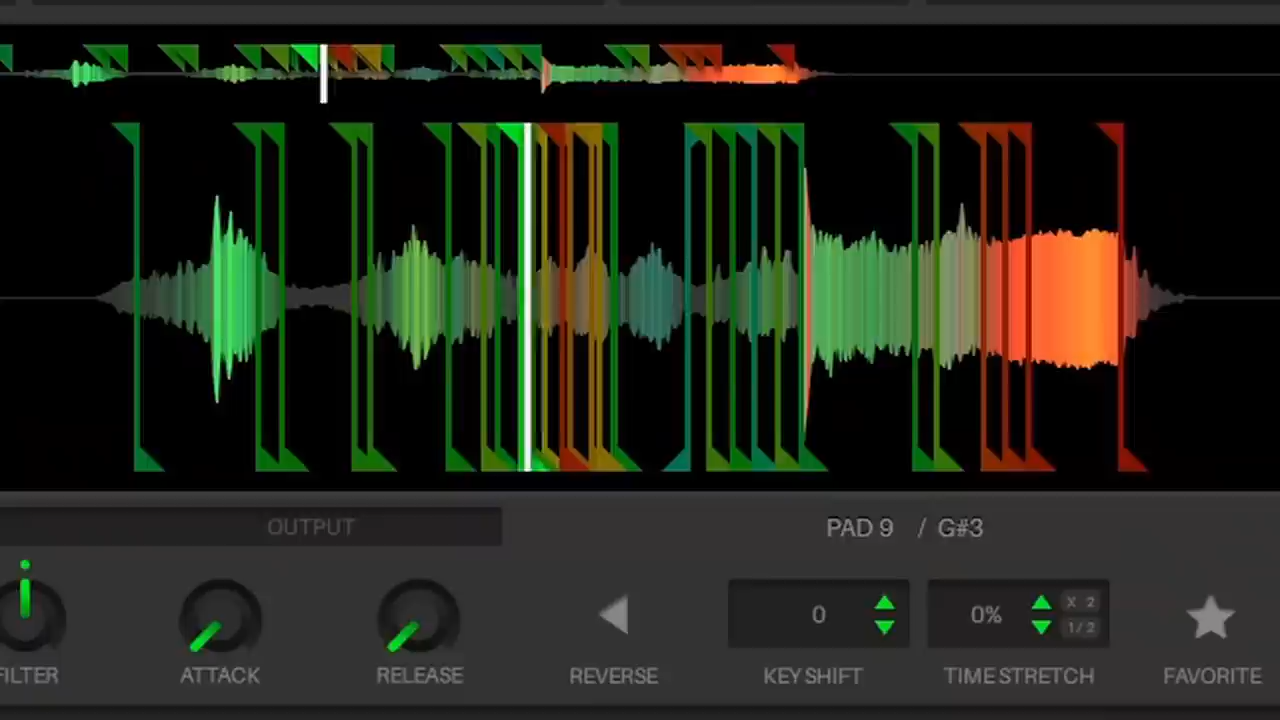 OUTPUT
PAD 9 / G#3
0
0%
X 2
1/2
FILTER
ATTACK
RELEASE
REVERSE
KEY SHIFT
TIME STRETCH
FAVORITE